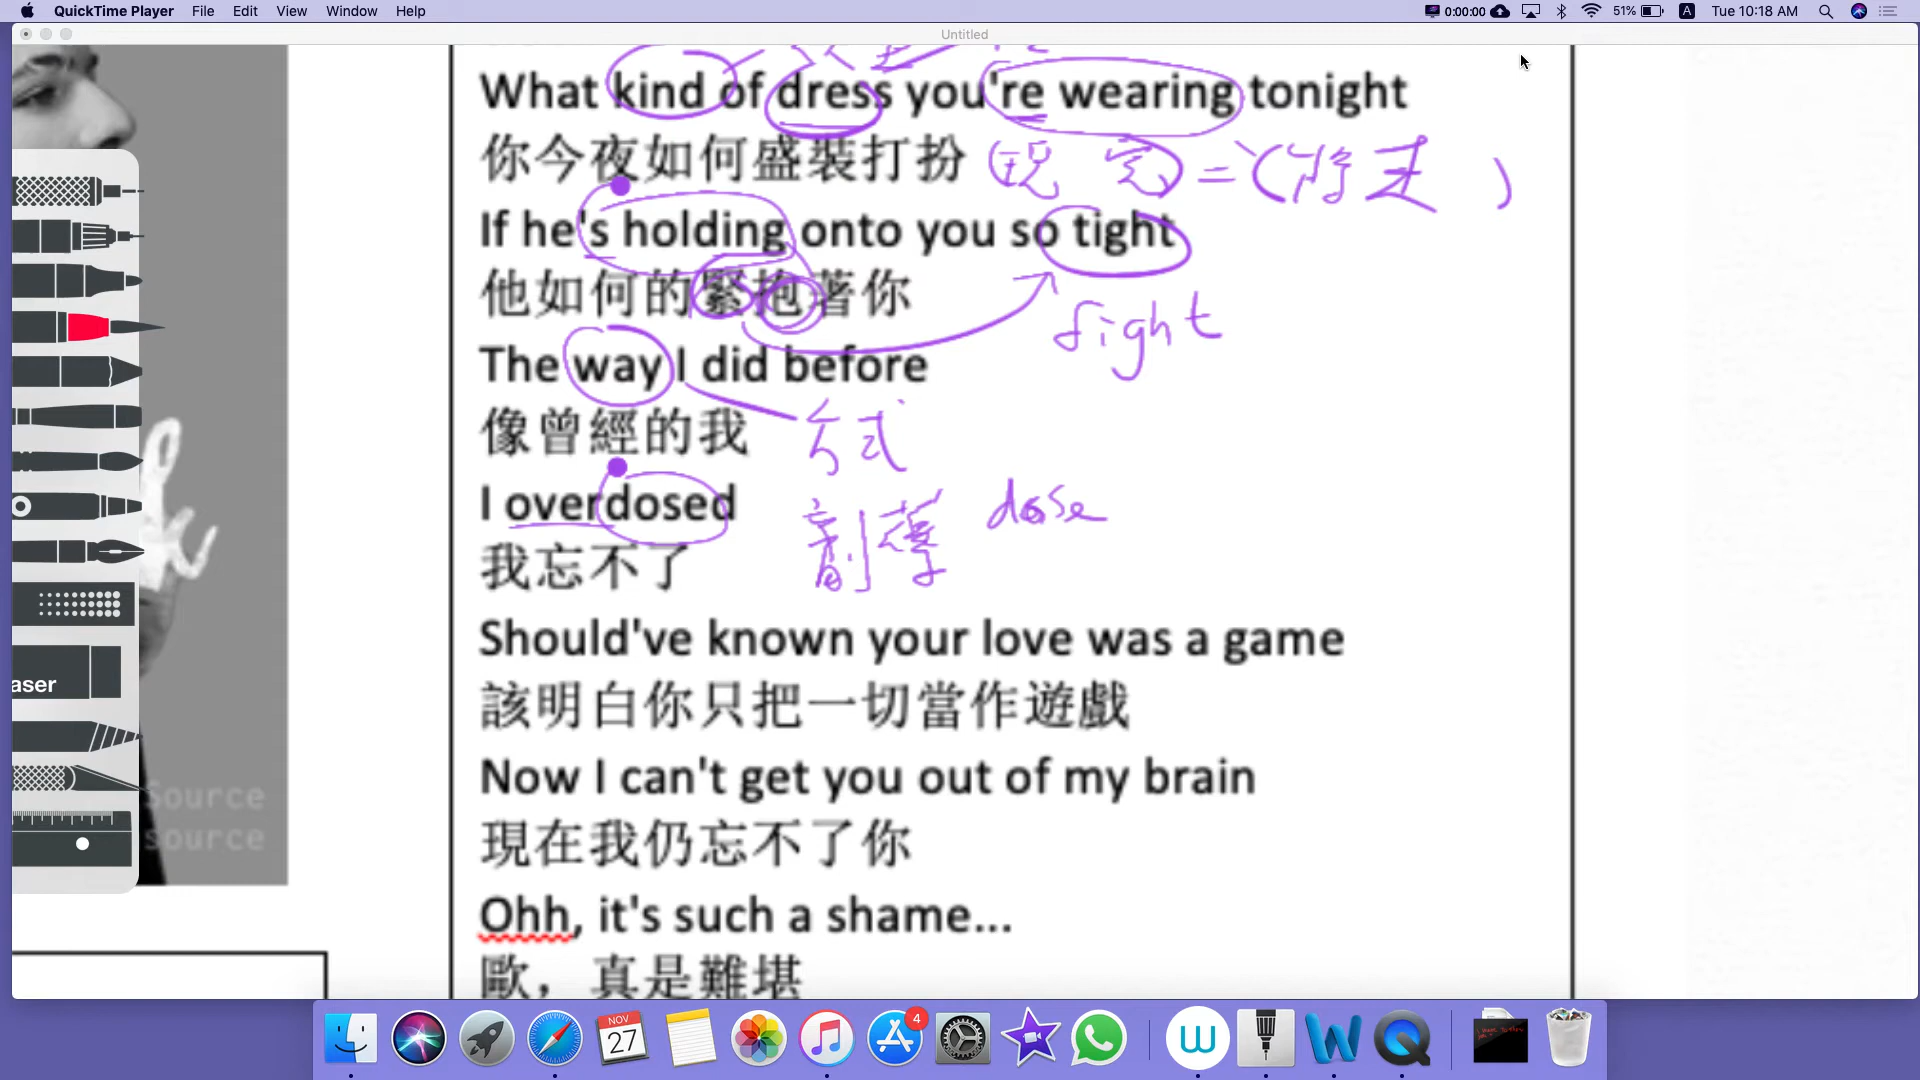 QuickTime Player File Edit View Window Help 0:00:00 51% A Tue 10:18 AM
Untitled
What kind of dress you're wearing tonight
你今夜如何盛裝打扮
If he's holding onto you so tight
他如何的緊抱著你
fight
The way I did before
像曾經的我 方式
I overdosed dose
我忘不了 劑
Should've known your love was a game
該明白你只把一切當作遊戲
Now I can't get you out of my brain
現在我仍忘不了你
Ohh, it's such a shame...
歐，真是難堪
aser
Source
source
NOV
27
4